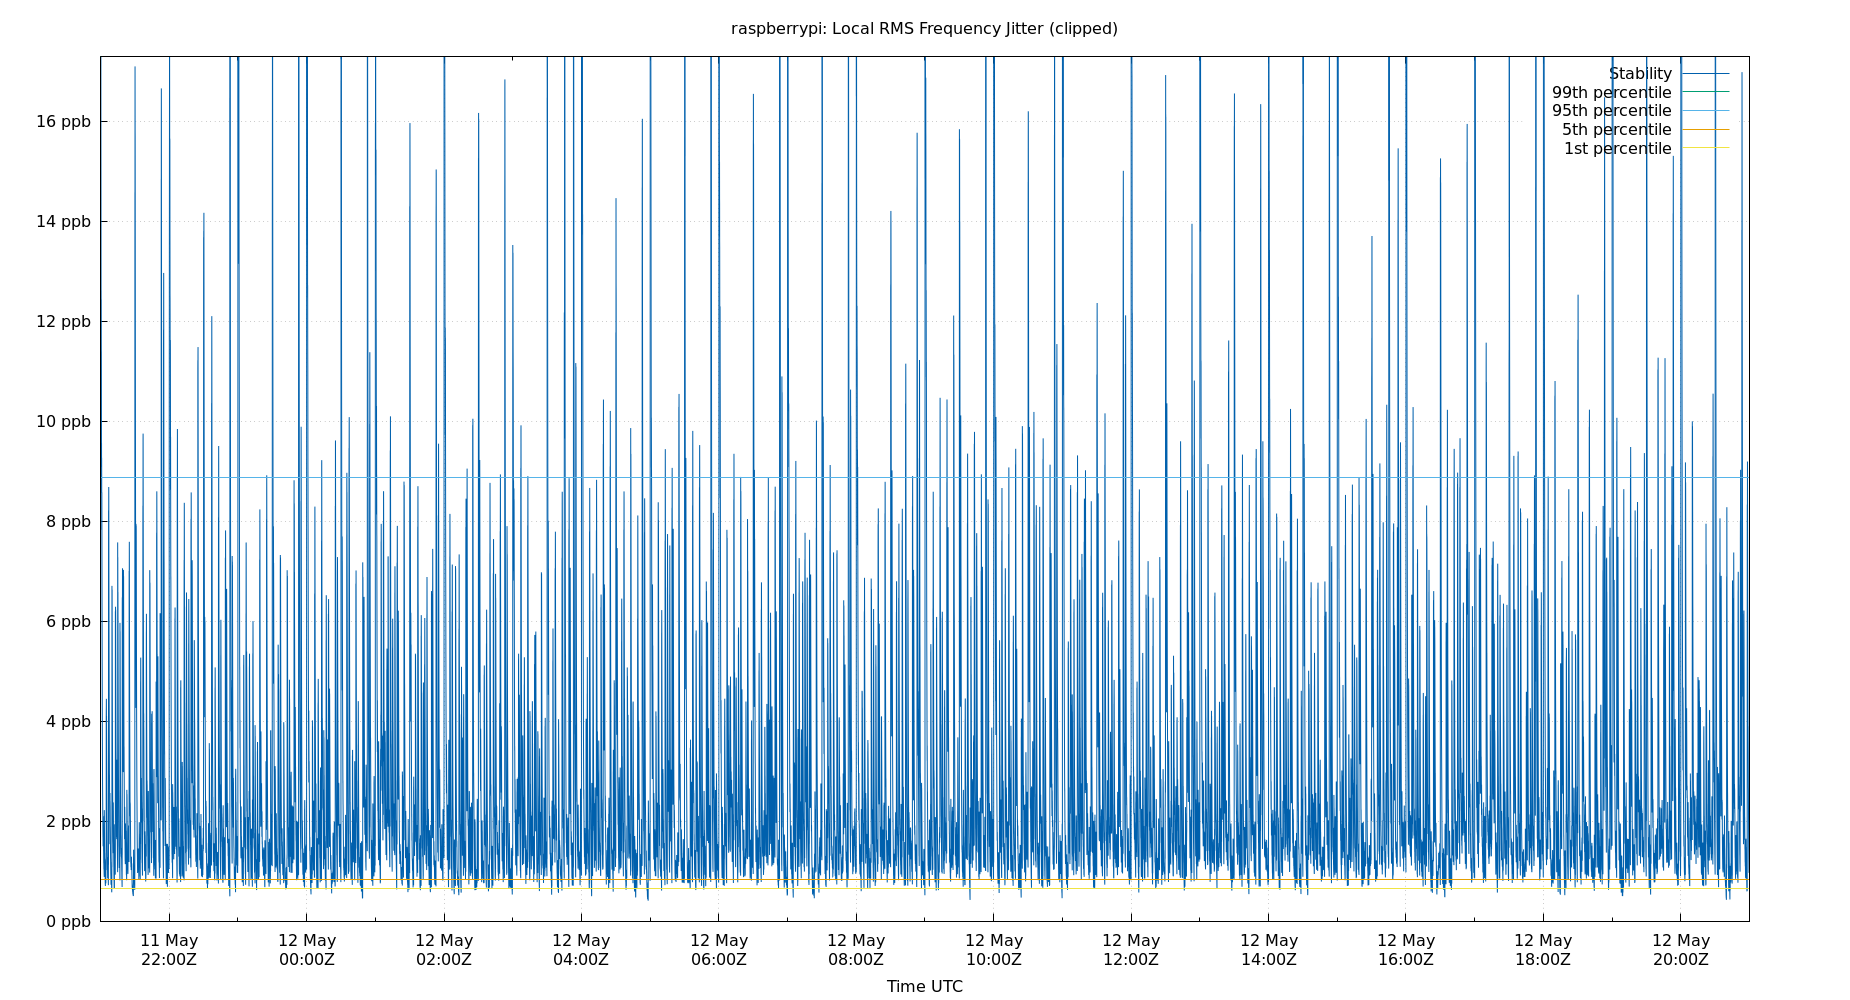 raspberrypi: Local RMS Frequency Jitter (clipped)
Stability
99th percentile
95th percentile
5th percentile
1st percentile
16 ppb
14 ppb
12 ppb
10 ppb
8 ppb
6 ppb
4 ppb
2 ppb
0 ppb
11 May 12 May 12 May 12 May 12 May 12 May 12 May 12 May 12 May 12 May 12 May 12 May
22:00Z 00:00Z 02:00Z 04:00Z 06:00Z 08:00Z 10:00Z 12:00Z 14:00Z 16:00Z 18:00Z 20:00Z
Time UTC